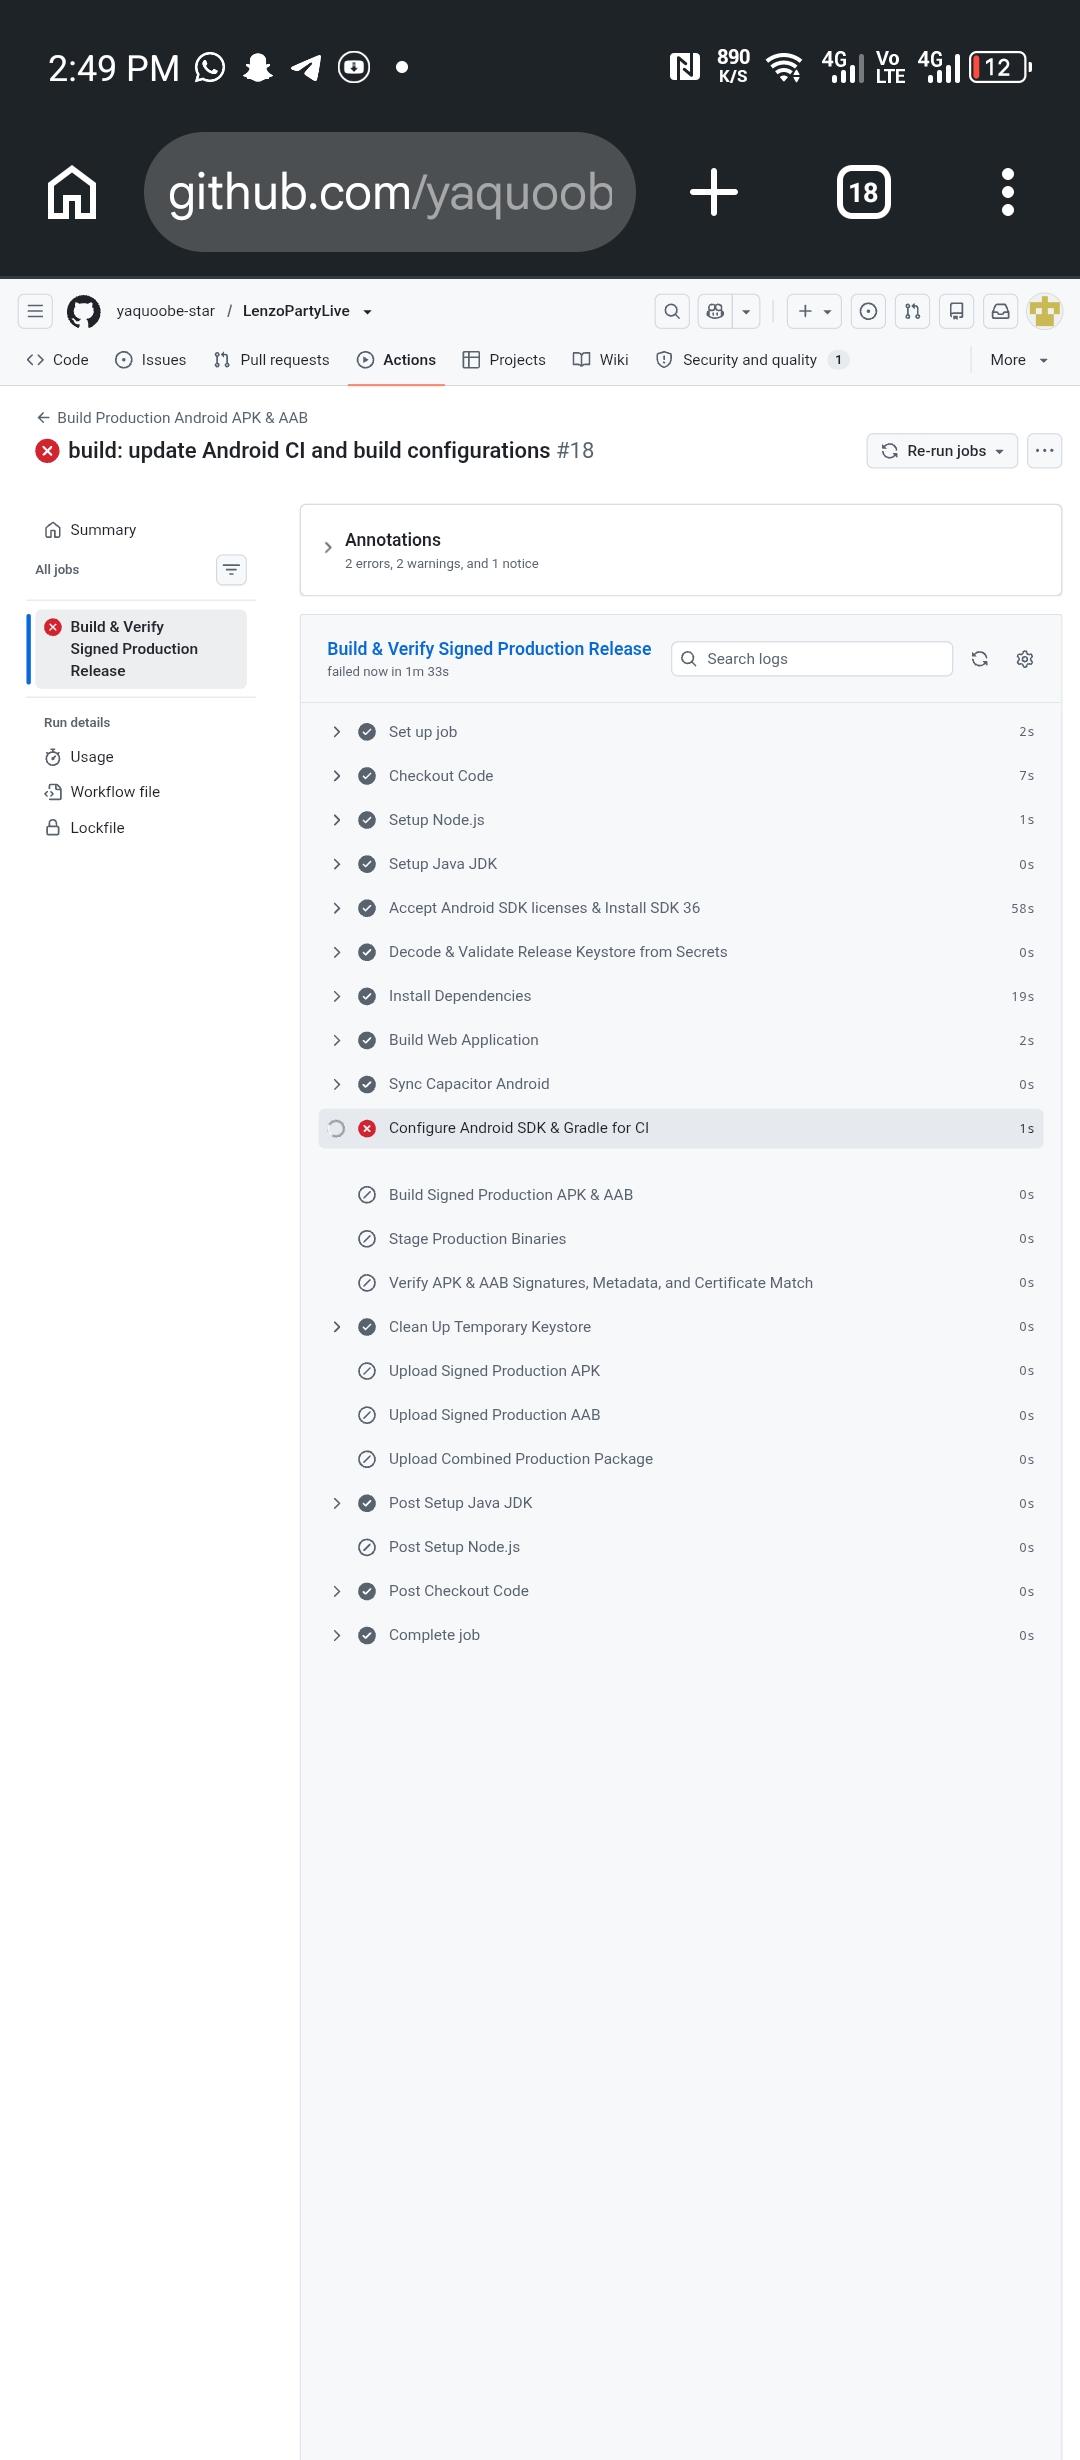 2:49 PM
890 K/S 4G Vo LTE 4G 12
github.com/yaquoob
18
yaquoobe-star / LenzoPartyLive
Code Issues Pull requests Actions Projects Wiki Security and quality 1 More
Build Production Android APK & AAB
build: update Android CI and build configurations #18
Re-run jobs
Summary
All jobs
Build & Verify
Signed Production
Release
Run details
Usage
Workflow file
Lockfile
Annotations
2 errors, 2 warnings, and 1 notice
Build & Verify Signed Production Release
failed now in 1m 33s
Search logs
Set up job 2s
Checkout Code 7s
Setup Node.js 1s
Setup Java JDK 0s
Accept Android SDK licenses & Install SDK 36 58s
Decode & Validate Release Keystore from Secrets 0s
Install Dependencies 19s
Build Web Application 2s
Sync Capacitor Android 0s
Configure Android SDK & Gradle for CI 1s
Build Signed Production APK & AAB 0s
Stage Production Binaries 0s
Verify APK & AAB Signatures, Metadata, and Certificate Match 0s
Clean Up Temporary Keystore 0s
Upload Signed Production APK 0s
Upload Signed Production AAB 0s
Upload Combined Production Package 0s
Post Setup Java JDK 0s
Post Setup Node.js 0s
Post Checkout Code 0s
Complete job 0s